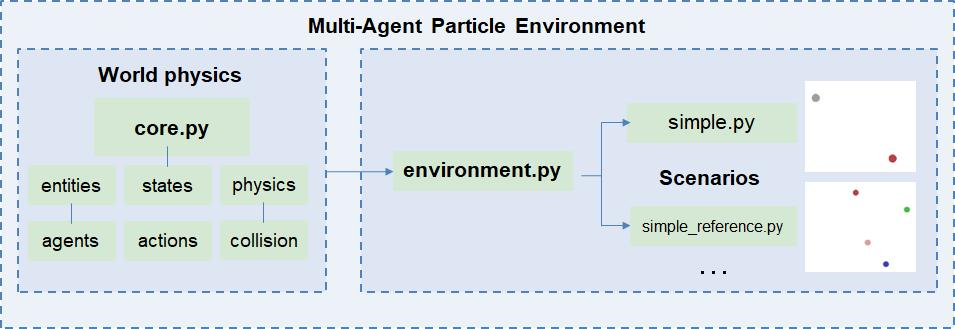 Multi-Agent Particle Environment
World physics
core.py
entities states physics
agents actions collision
environment.py
simple.py
Scenarios
simple_reference.py
...